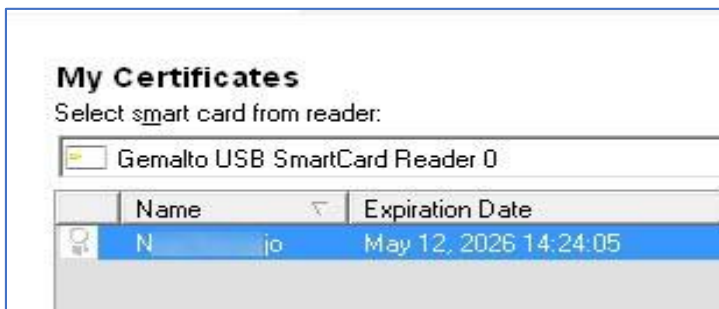 My Certificates
Select smart card from reader:
Gemalto USB SmartCard Reader 0
Name Expiration Date
May 12, 2026 14:24:05